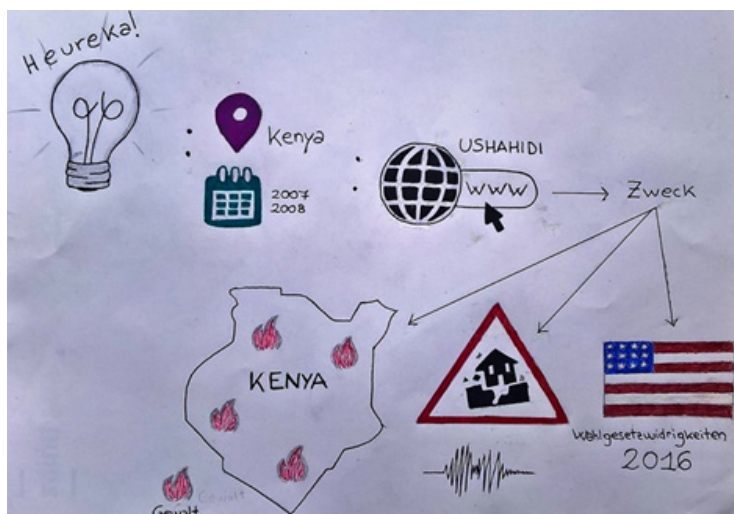 Heureka!
Kenya
2007
2008
USHAHIDI
www
Zweck
KENYA
Wahlgesetzwidrigkeiten
2016
Gewalt
Gewalt